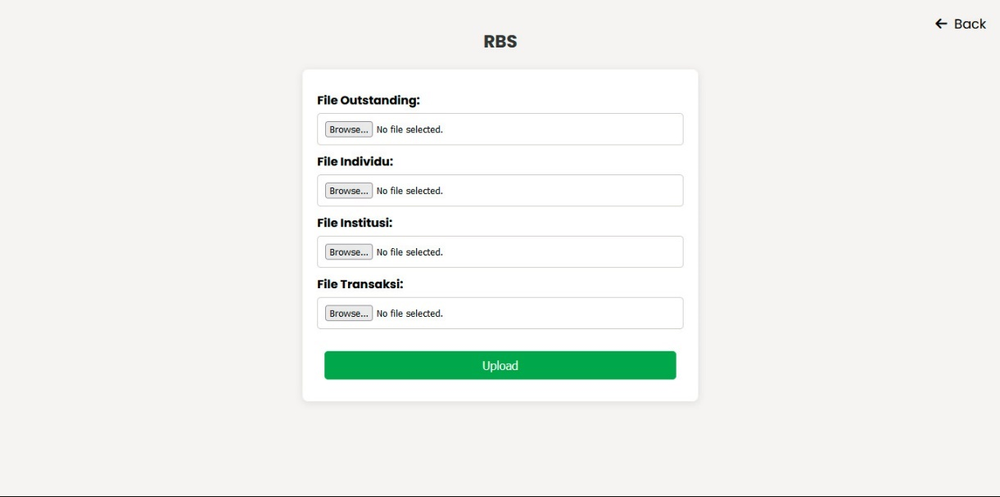 ← Back
RBS
File Outstanding:
Browse... No file selected.
File Individu:
Browse... No file selected.
File Institusi:
Browse... No file selected.
File Transaksi:
Browse... No file selected.
Upload